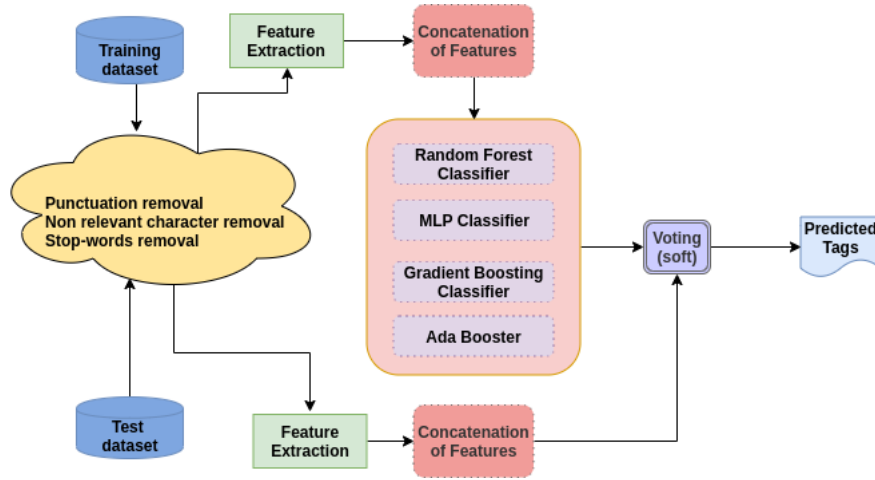 Training
dataset
Feature
Extraction
Concatenation
of Features
Punctuation removal
Non relevant character removal
Stop-words removal
Random Forest
Classifier
MLP Classifier
Gradient Boosting
Classifier
Ada Booster
Voting
(soft)
Predicted
Tags
Test
dataset
Feature
Extraction
Concatenation
of Features